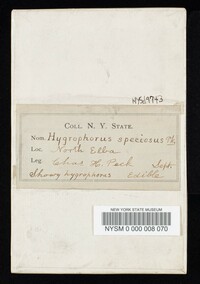 NYSf1743
COLL. N. Y. STATE.
Nom. Hygrophorus speciosus Pk.
Loc. North Elba
Leg. Chas H. Peck Sept.
Showy hygrophorus edible
NEW YORK STATE MUSEUM
NYSM 0 000 008 070